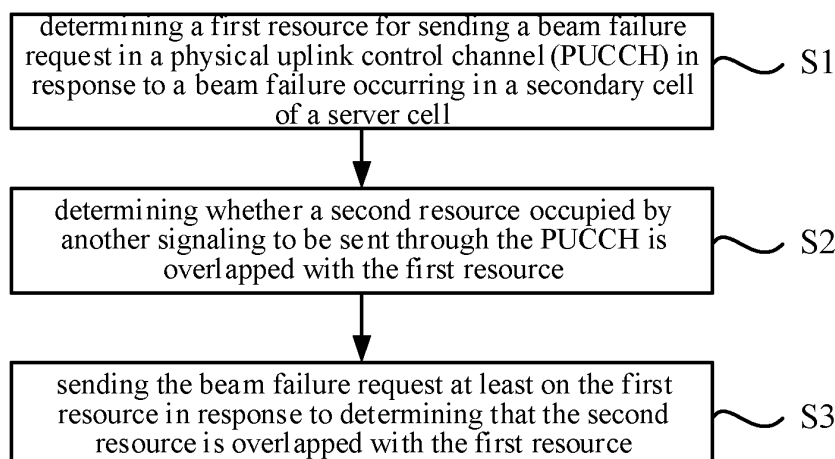 determining a first resource for sending a beam failure
request in a physical uplink control channel (PUCCH) in
response to a beam failure occurring in a secondary cell
of a server cell
S1
determining whether a second resource occupied by
another signaling to be sent through the PUCCH is
overlapped with the first resource
S2
sending the beam failure request at least on the first
resource in response to determining that the second
resource is overlapped with the first resource
S3